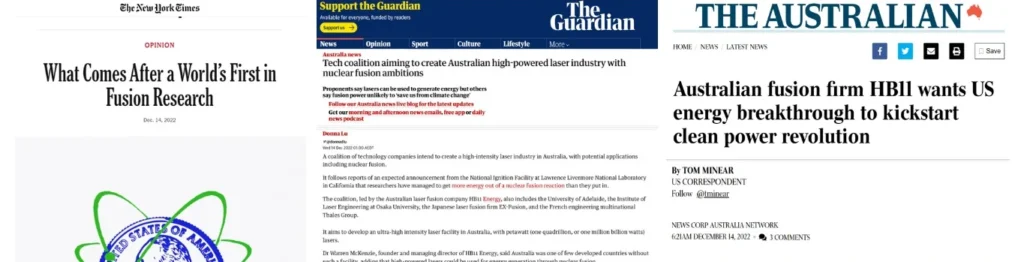 The New York Times
OPINION
What Comes After a World's First in
Fusion Research
Dec. 14, 2022
STATES OF AMER
Support the Guardian
Available for everyone, funded by readers
Support us
The
Guardian
News
Opinion
Sport
Culture
Lifestyle
More
Australia news
Tech coalition aiming to create Australian high-powered laser industry with
nuclear fusion ambitions
Proponents say lasers can be used to generate energy but others
say fusion power unlikely to 'save us from climate change'
Follow our Australia news live blog for the latest updates
Get our morning and afternoon news emails, free app or daily
news podcast
Donna Lu
A coalition of technology companies intend to create a high-intensity laser industry in Australia, with potential applications
including nuclear fusion.
It follows reports of an expected announcement from the National Ignition Facility at Lawrence Livermore National Laboratory
in California that researchers have managed to get more energy out of a nuclear fusion reaction than they put in.
The coalition, led by the Australian laser fusion company HB11 Energy, also includes the University of Adelaide, the Institute of
Laser Engineering at Osaka University, the Japanese laser fusion firm EX-Fusion, and the French engineering multinational
Thales Group.
It aims to develop an ultra-high intensity laser facility in Australia, with petawatt (one quadrillion, or one million billion watts)
lasers.
Dr Warren McKenzie, founder and managing director of HB11 Energy, said Australia was one of few developed countries without
THE AUSTRALIAN
HOME / NEWS / LATEST NEWS
Save
Australian fusion firm HB11 wants US
energy breakthrough to kickstart
clean power revolution
By TOM MINEAR
US CORRESPONDENT
Follow @tminear
NEWS CORP AUSTRALIA NETWORK
6:21AM DECEMBER 14, 2022 • 3 COMMENTS